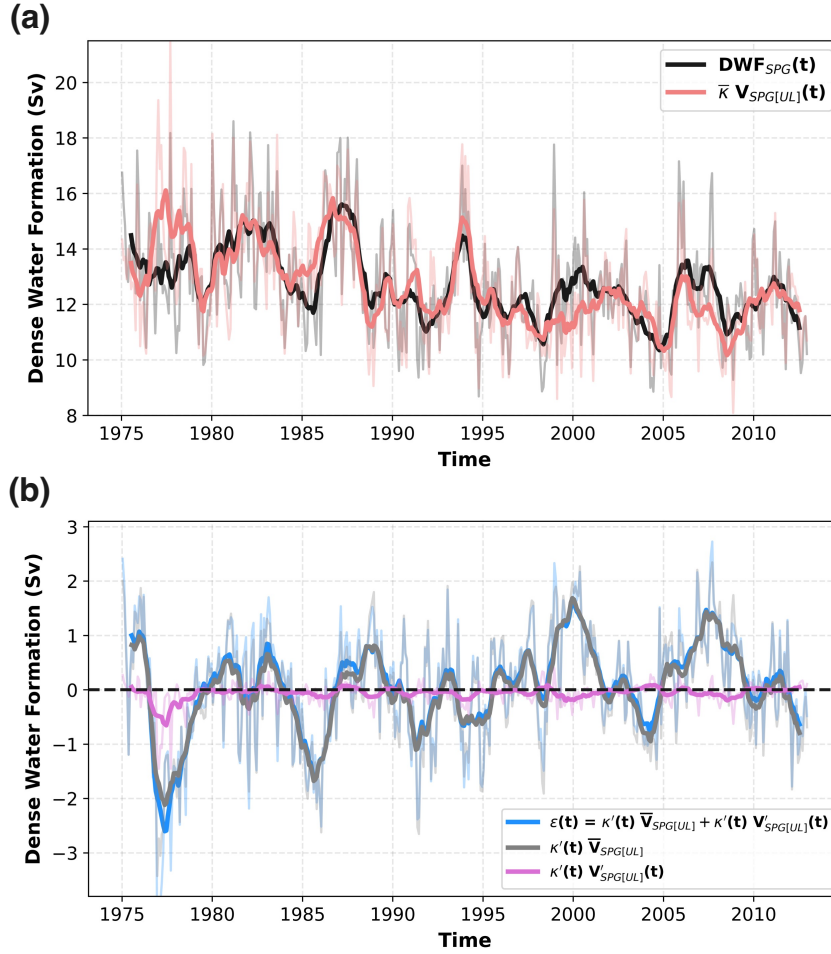 (a)
Dense Water Formation (Sv)
20
18
16
14
12
10
8
DWF_SPG(t)
κ̅ V_SPG[UL](t)
1975 1980 1985 1990 1995 2000 2005 2010
Time
(b)
Dense Water Formation (Sv)
3
2
1
0
−1
−2
−3
ε(t) = κ′(t) V̅_SPG[UL] + κ′(t) V′_SPG[UL](t)
κ′(t) V̅_SPG[UL]
κ′(t) V′_SPG[UL](t)
1975 1980 1985 1990 1995 2000 2005 2010
Time